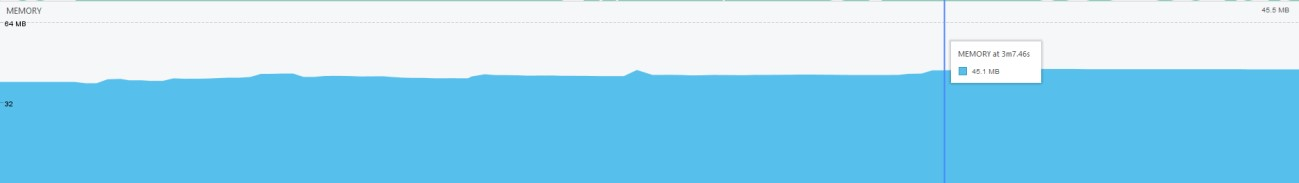 MEMORY
45.5 MB
64 MB
MEMORY at 3m7.46s
45.1 MB
32